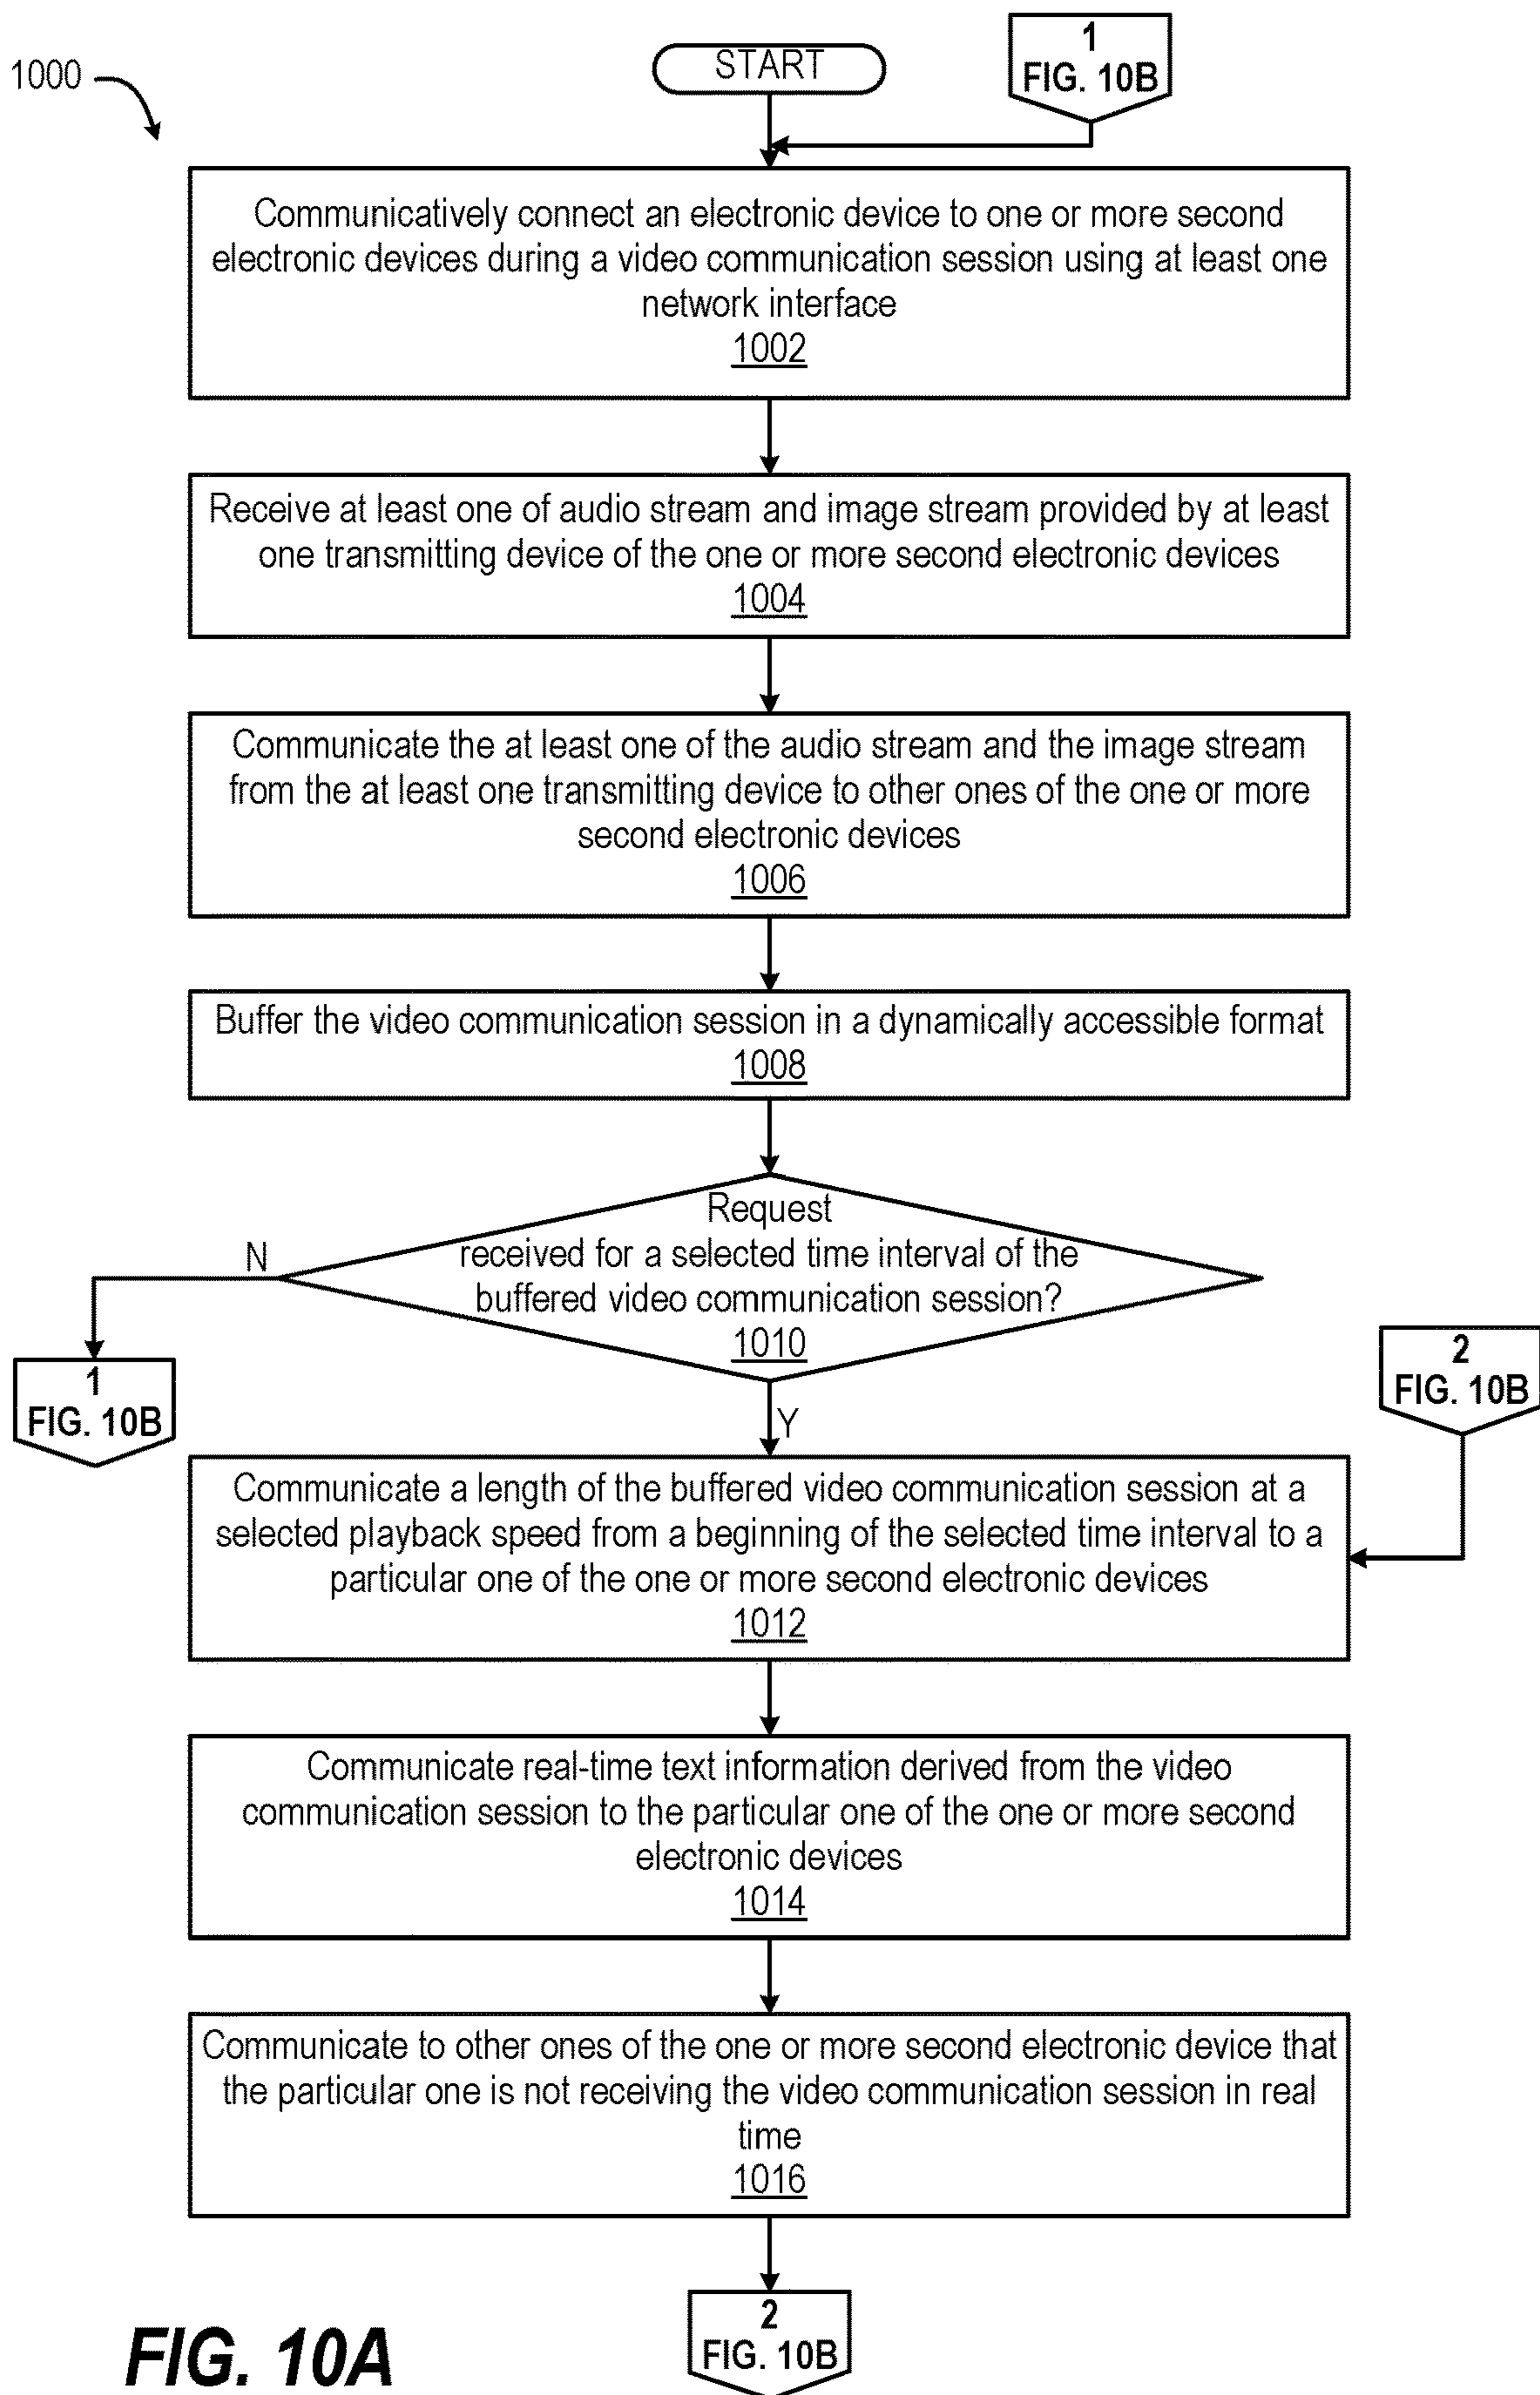 1000
START
1
FIG. 10B
Communicatively connect an electronic device to one or more second
electronic devices during a video communication session using at least one
network interface
1002
Receive at least one of audio stream and image stream provided by at least
one transmitting device of the one or more second electronic devices
1004
Communicate the at least one of the audio stream and the image stream
from the at least one transmitting device to other ones of the one or more
second electronic devices
1006
Buffer the video communication session in a dynamically accessible format
1008
Request
received for a selected time interval of the
buffered video communication session?
1010
N
1
FIG. 10B
Y
2
FIG. 10B
Communicate a length of the buffered video communication session at a
selected playback speed from a beginning of the selected time interval to a
particular one of the one or more second electronic devices
1012
Communicate real-time text information derived from the video
communication session to the particular one of the one or more second
electronic devices
1014
Communicate to other ones of the one or more second electronic device that
the particular one is not receiving the video communication session in real
time
1016
2
FIG. 10B
FIG. 10A